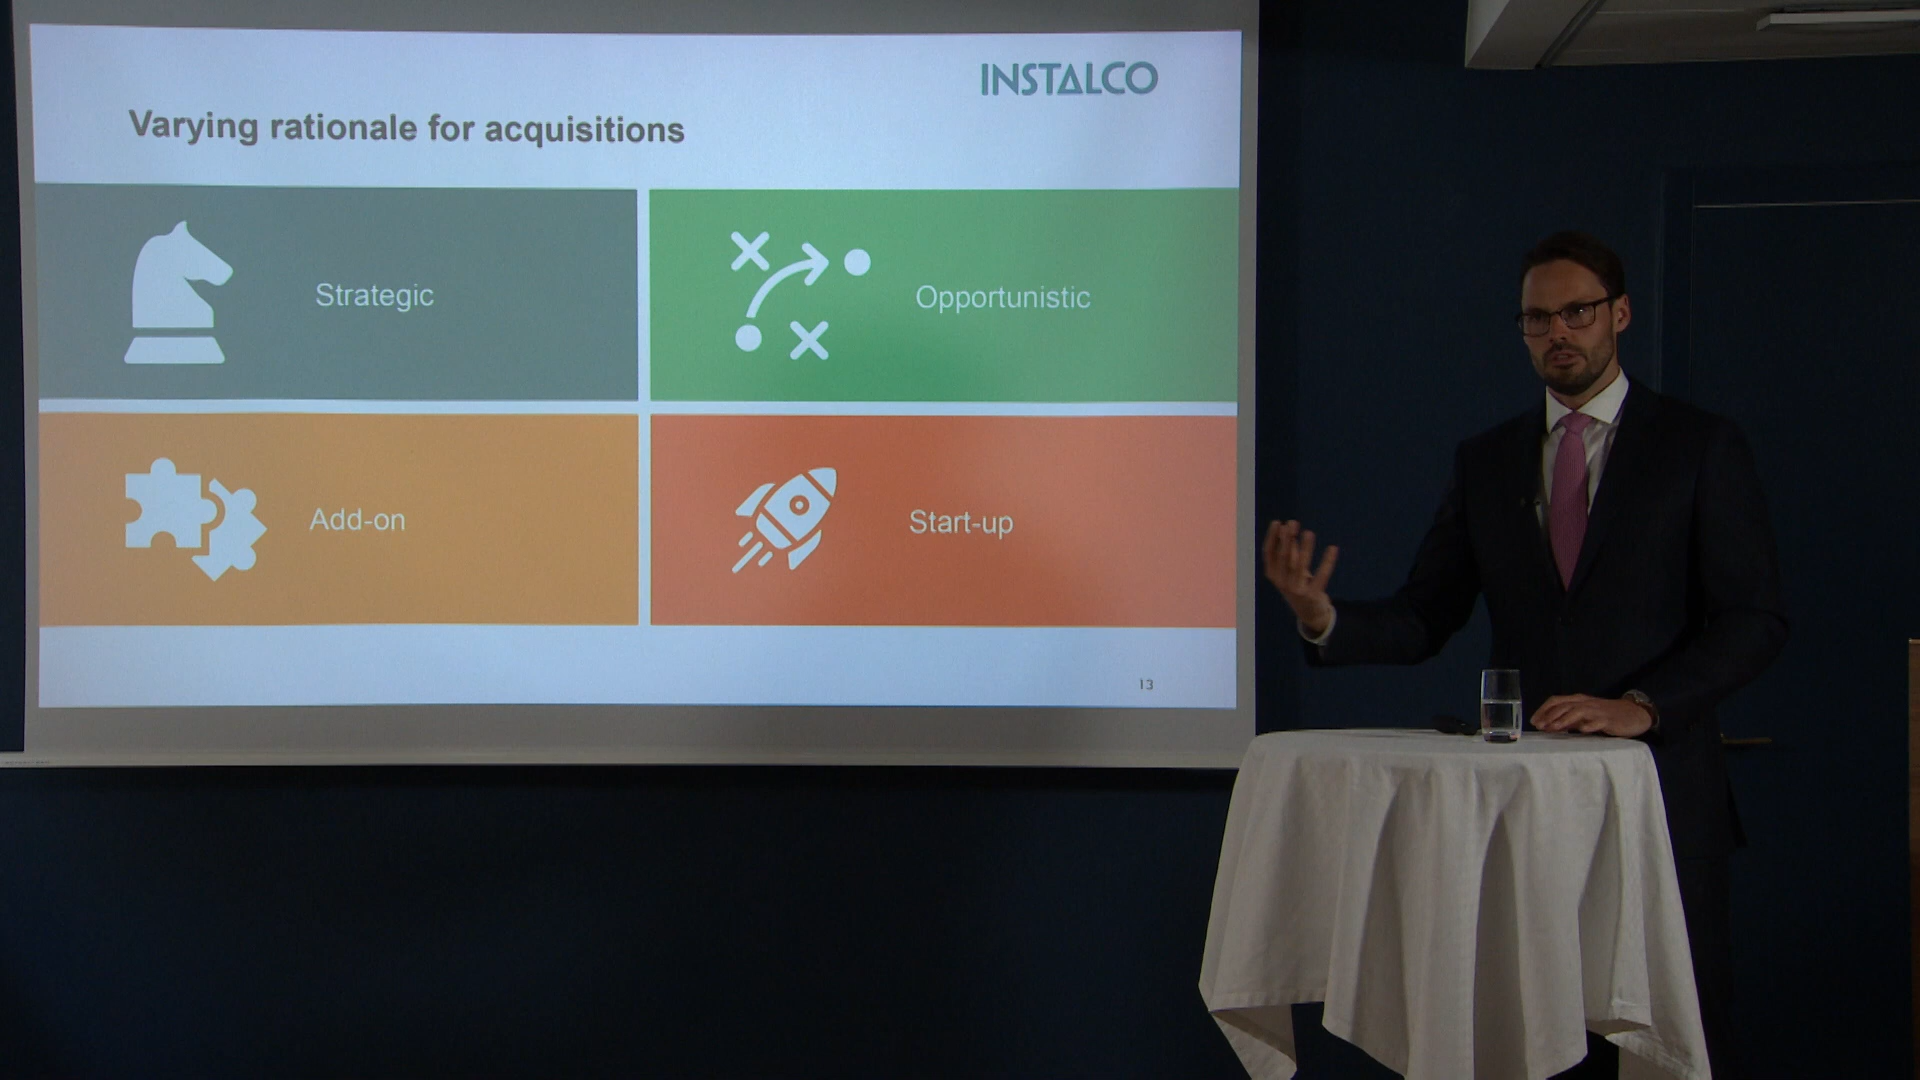 INSTALCO
Varying rationale for acquisitions
Strategic
Opportunistic
Add-on
Start-up
13